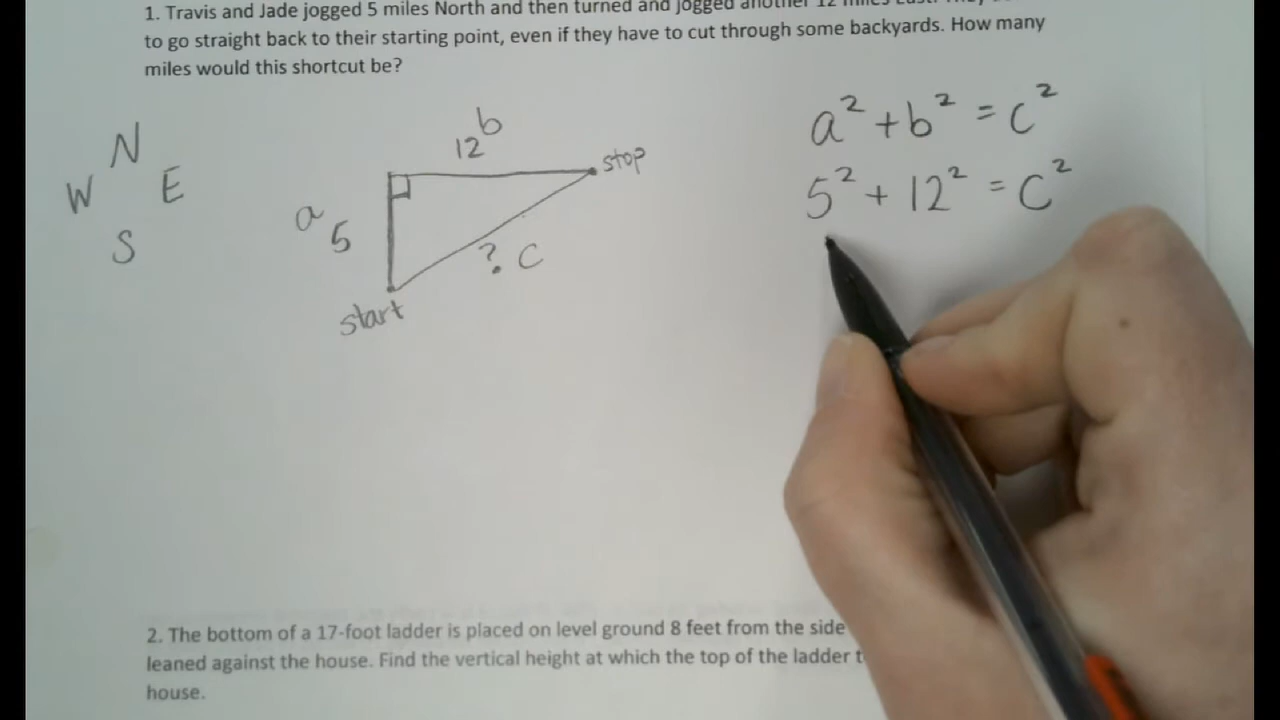 1. Travis and Jade jogged 5 miles North and then turned and jogged another 12 miles East.
to go straight back to their starting point, even if they have to cut through some backyards. How many
miles would this shortcut be?
N
W E
S
b
12
stop
a
5
? C
start
a² + b² = c²
5² + 12² = C²
2. The bottom of a 17-foot ladder is placed on level ground 8 feet from the side
leaned against the house. Find the vertical height at which the top of the ladder
house.